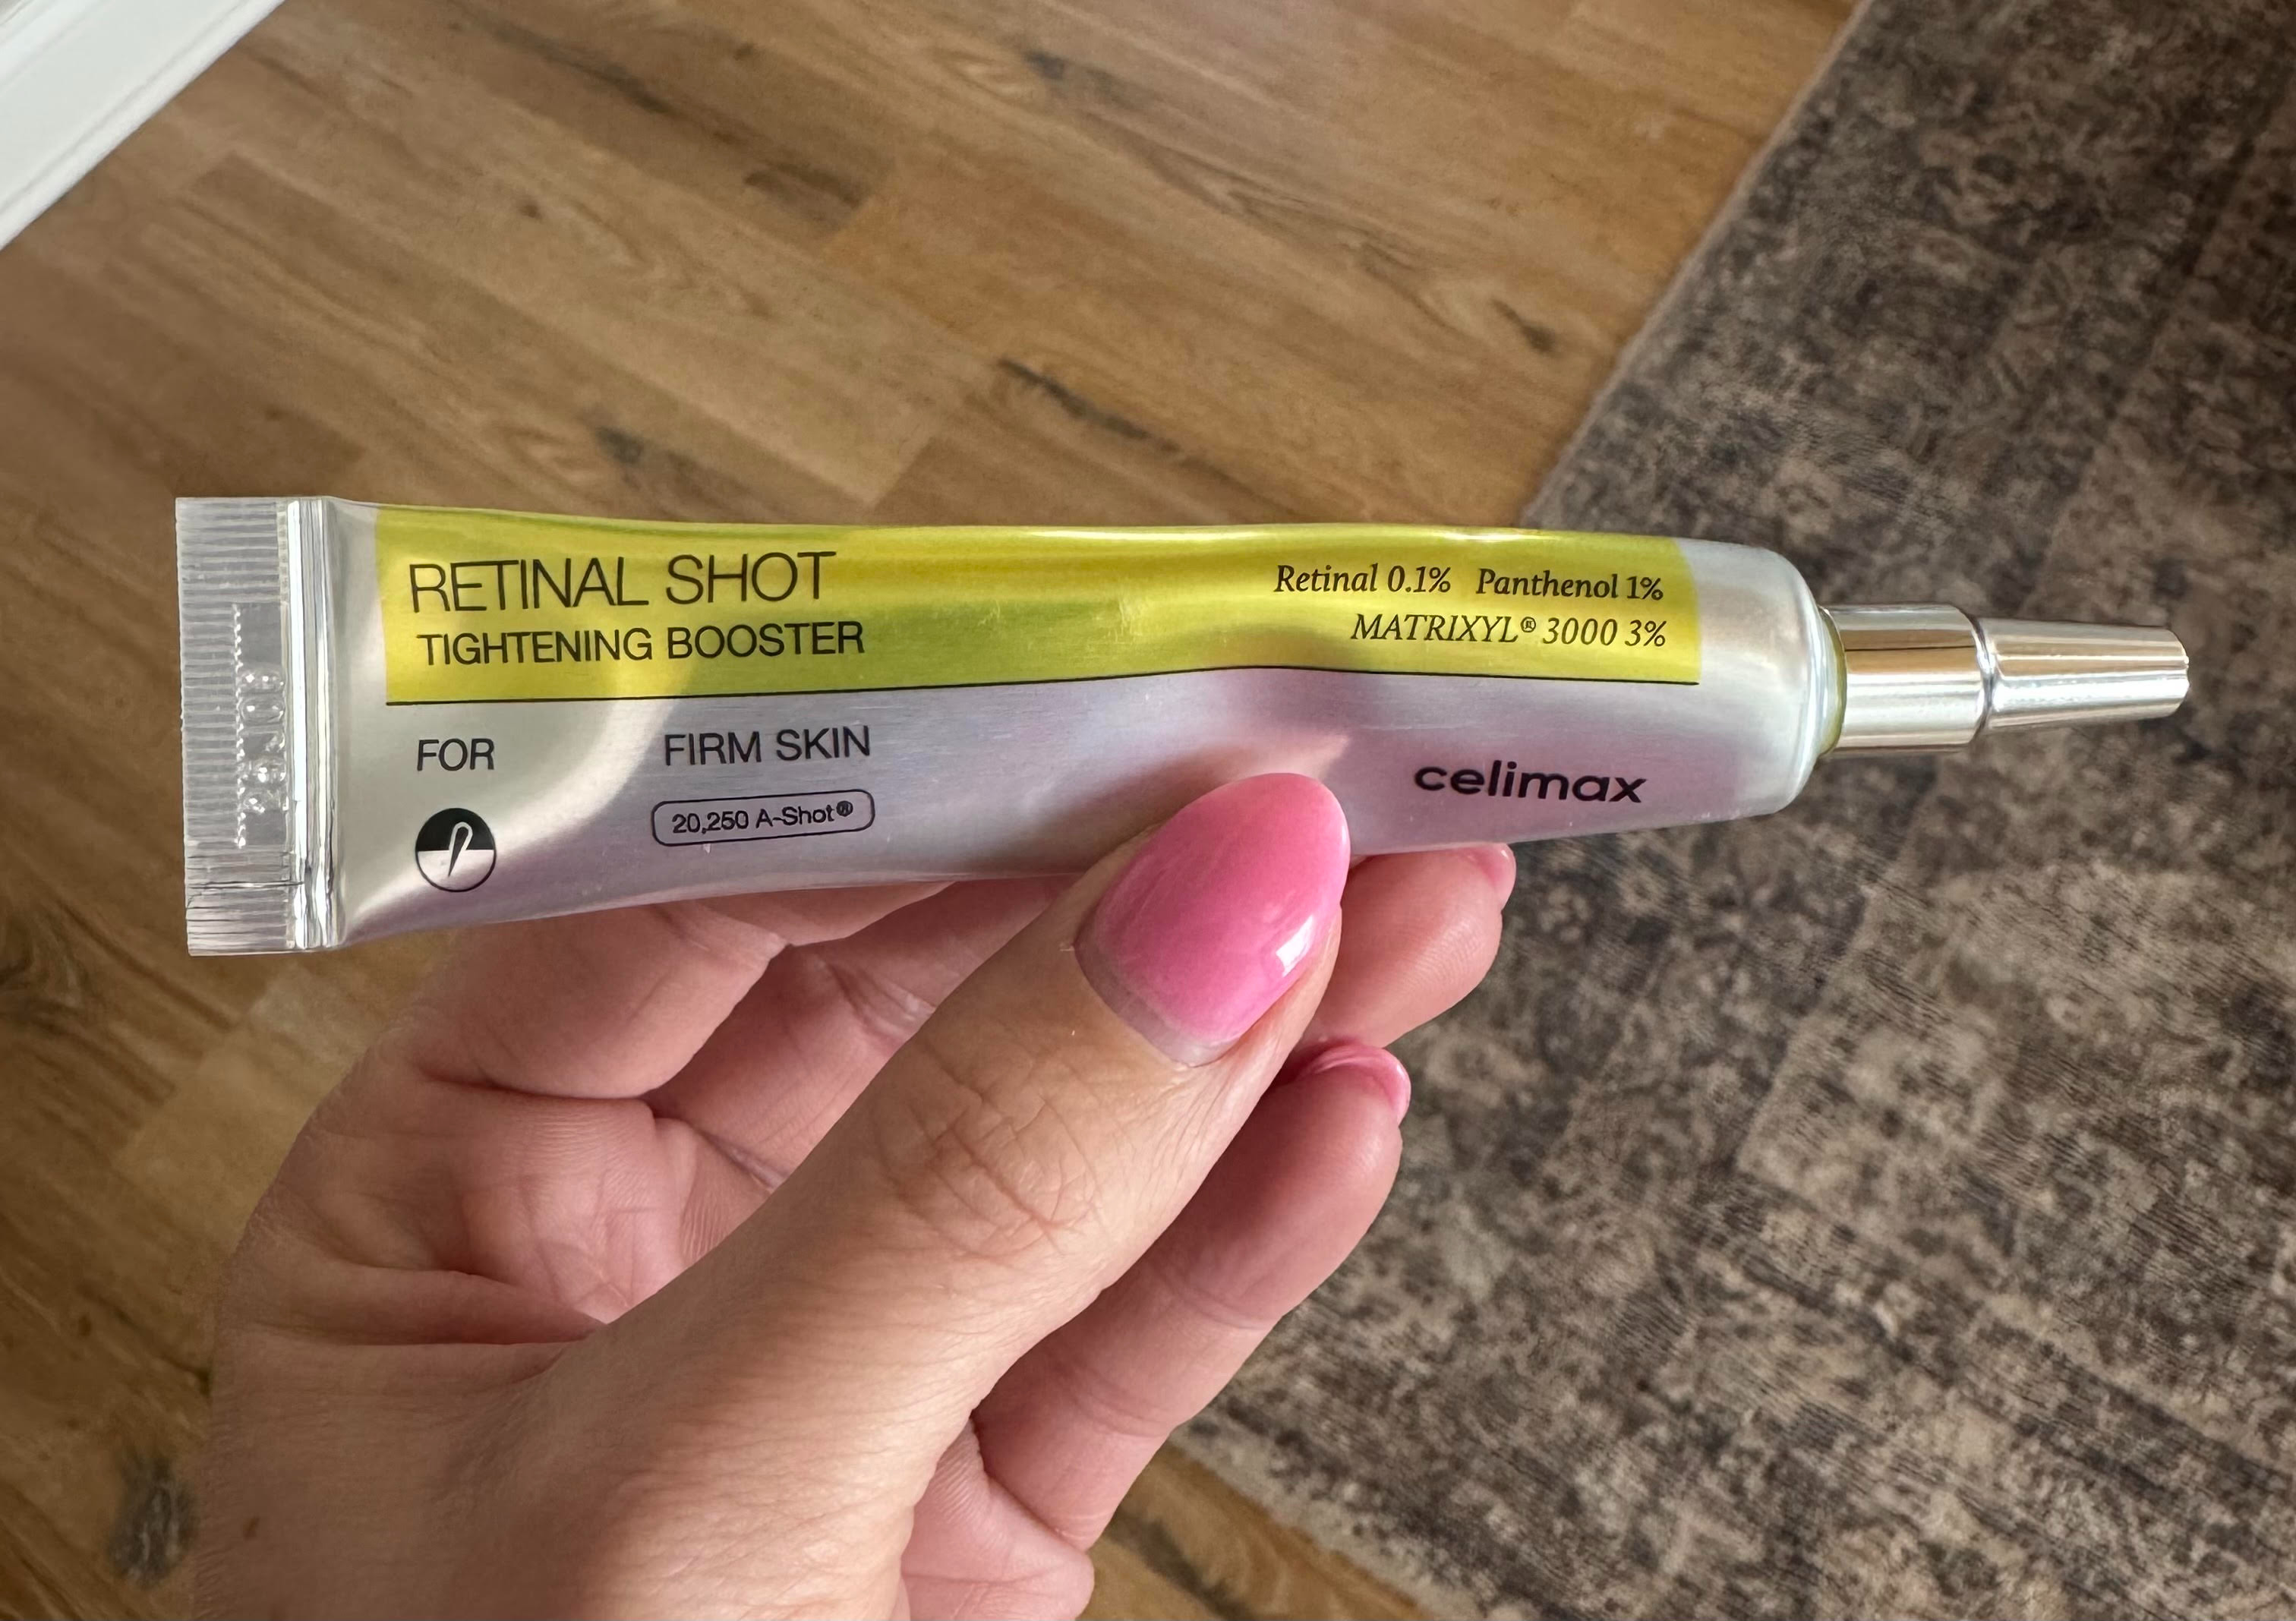 RETINAL SHOT
TIGHTENING BOOSTER
Retinal 0.1% Panthenol 1%
MATRIXYL® 3000 3%
FOR FIRM SKIN
20,250 A-Shot®
celimax